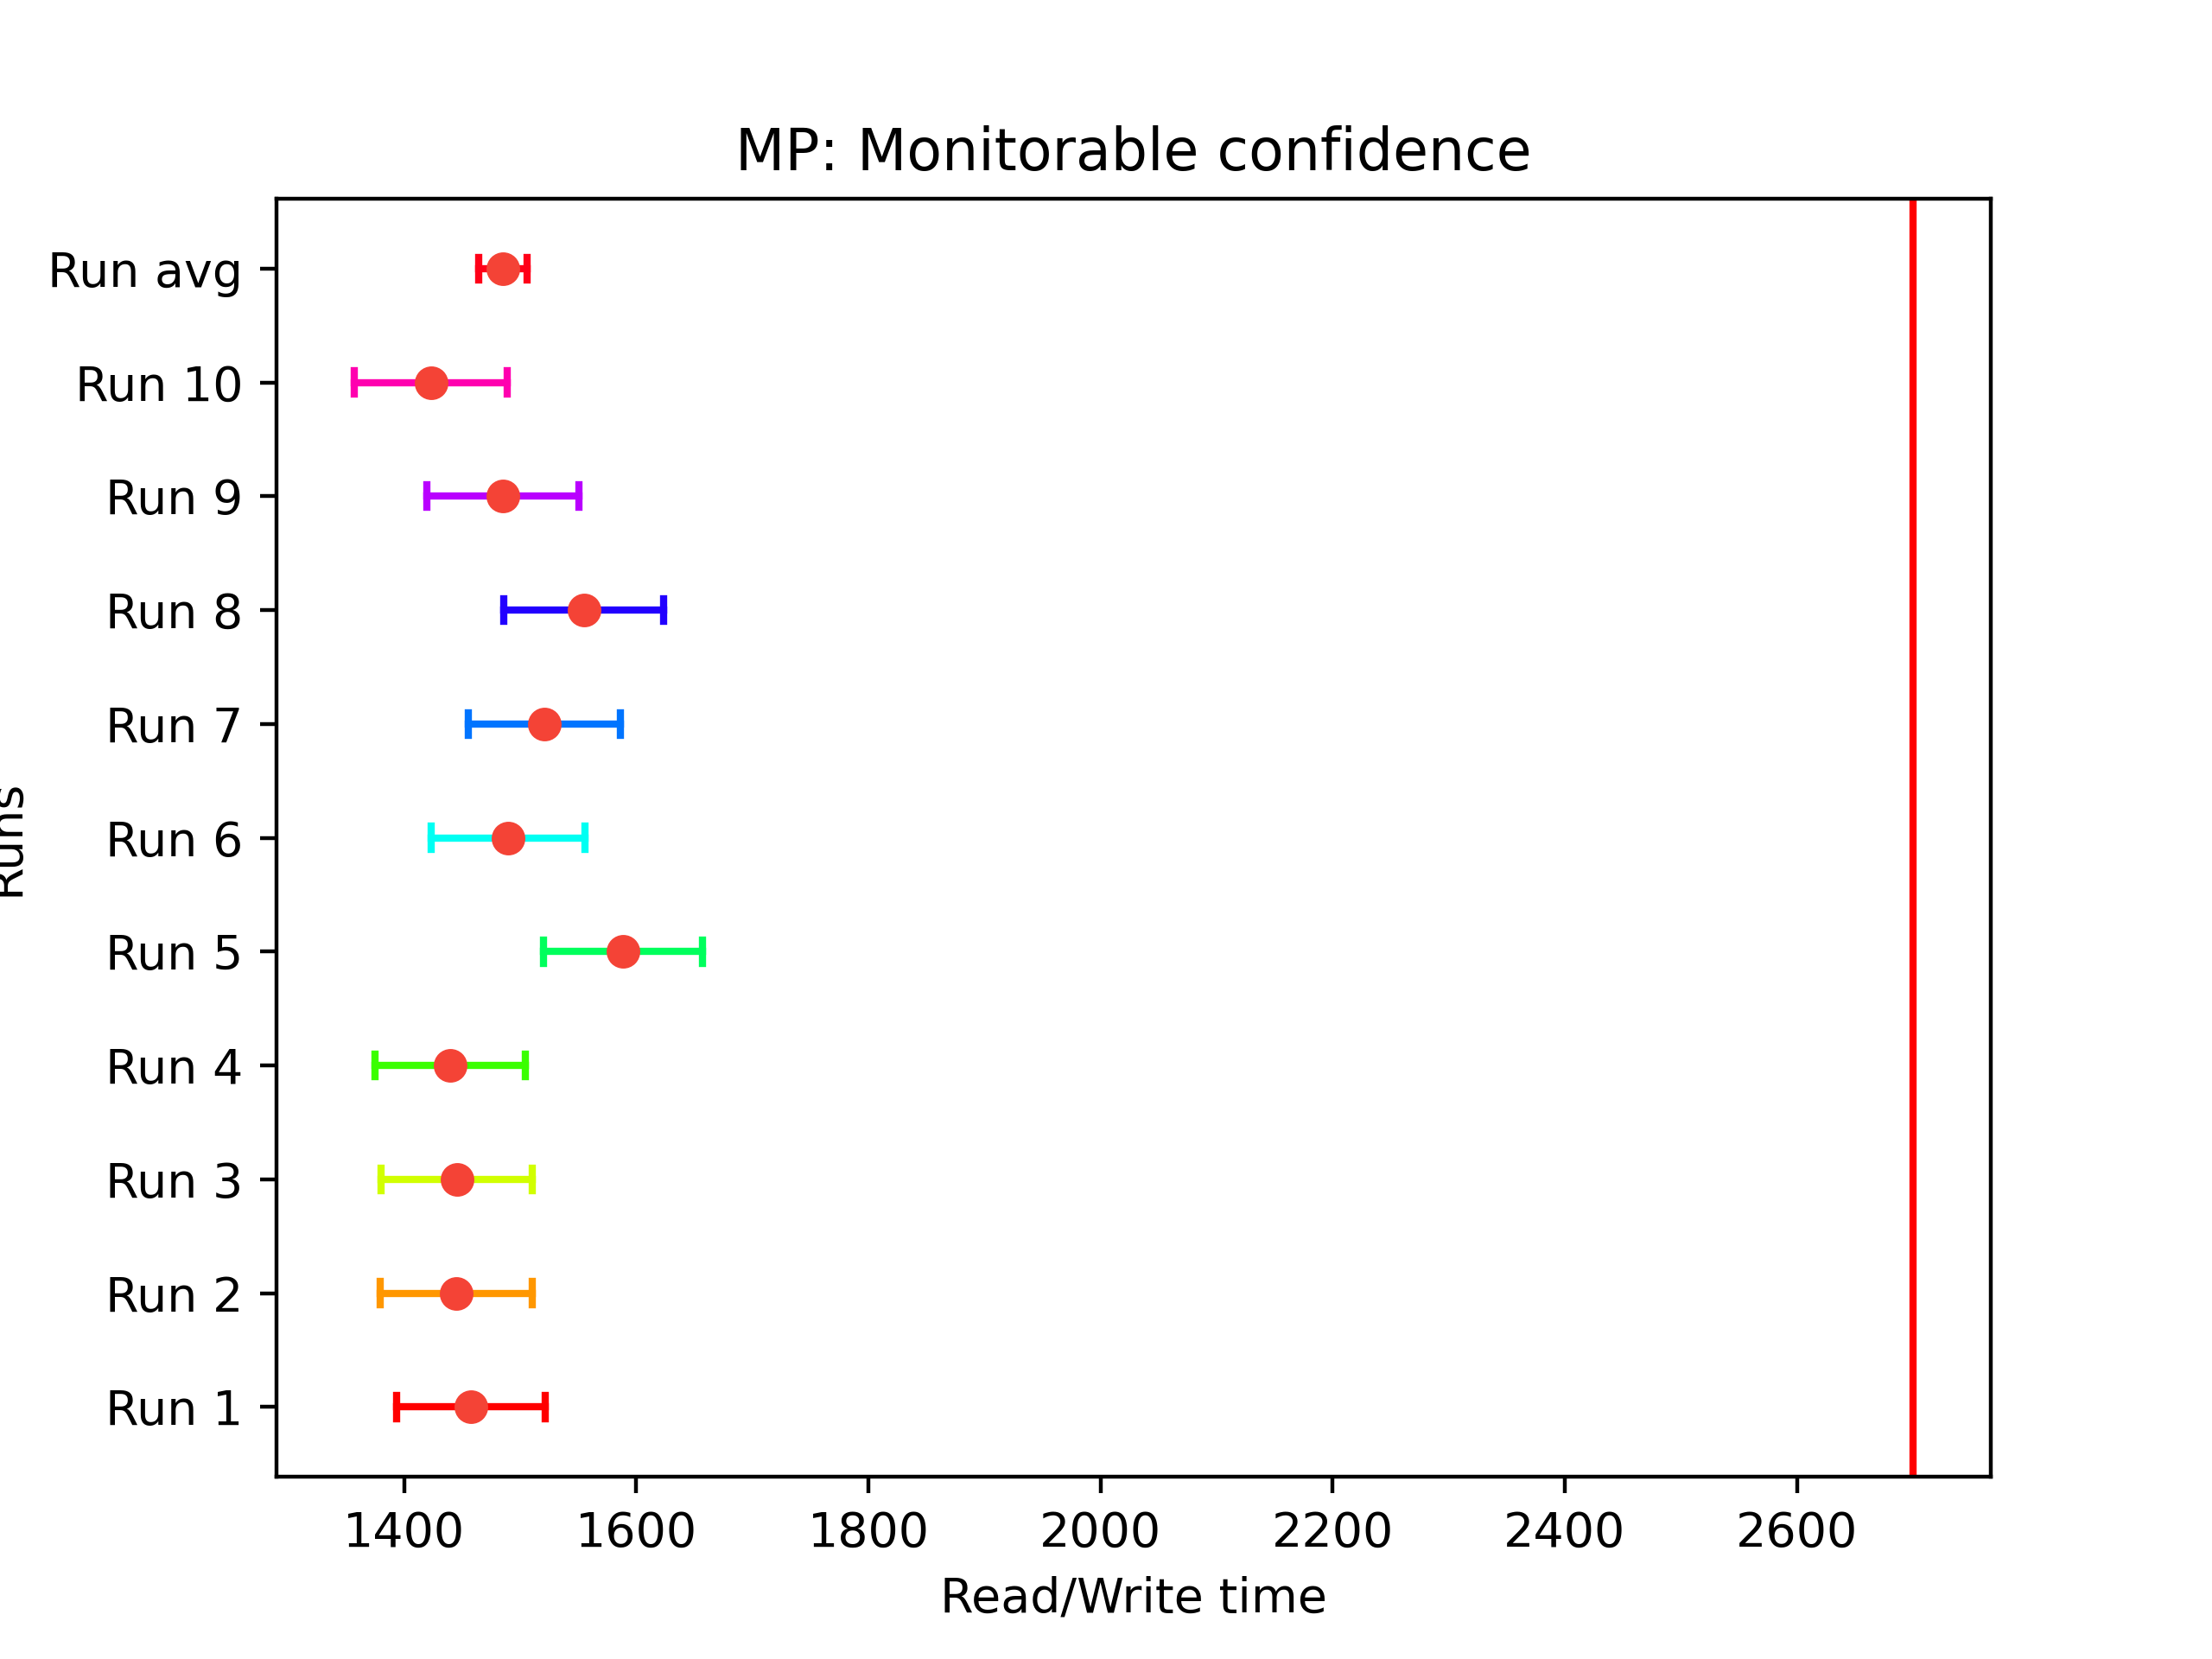 MP: Monitorable confidence
Run avg
Run 10
Run 9
Run 8
Run 7
Run 6
Run 5
Run 4
Run 3
Run 2
Run 1
Runs
1400 1600 1800 2000 2200 2400 2600
Read/Write time